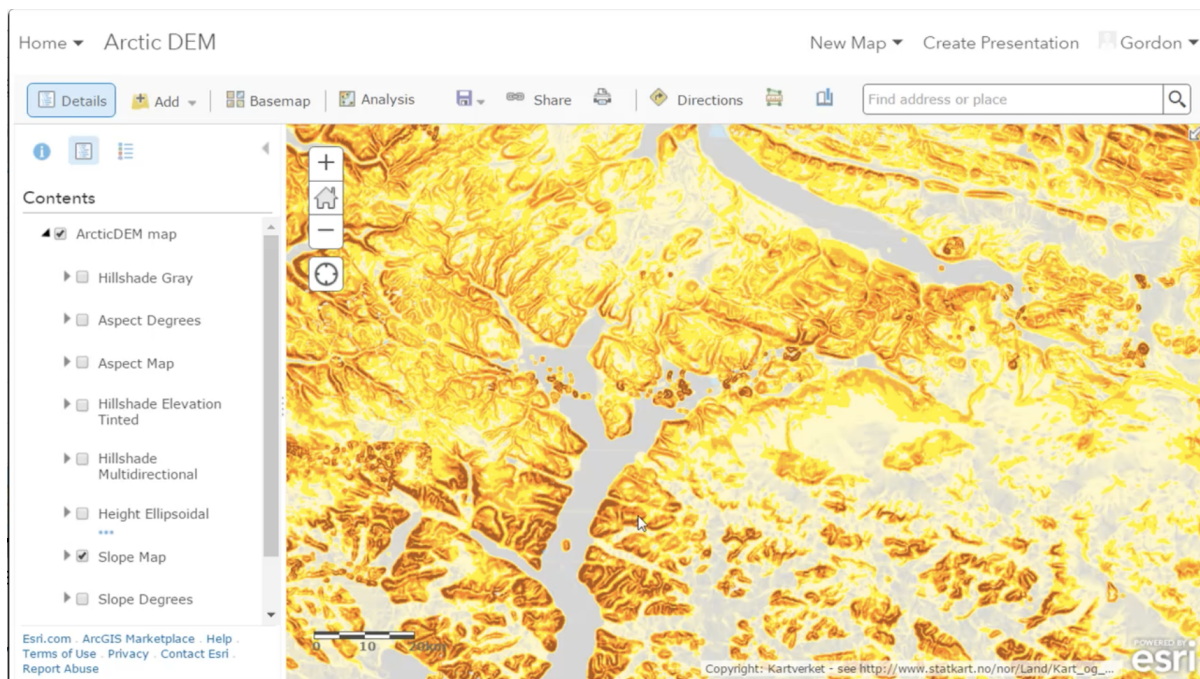 Home Arctic DEM New Map Create Presentation Gordon
Details Add Basemap Analysis Share Directions Find address or place
Contents
ArcticDEM map
Hillshade Gray
Aspect Degrees
Aspect Map
Hillshade Elevation
Tinted
Hillshade
Multidirectional
Height Ellipsoidal
Slope Map
Slope Degrees
Esri.com . ArcGIS Marketplace . Help .
Terms of Use . Privacy . Contact Esri .
Report Abuse
0 10 20km
Copyright: Kartverket - see http://www.statkart.no/nor/Land/Kart_og_...
POWERED BY
esri